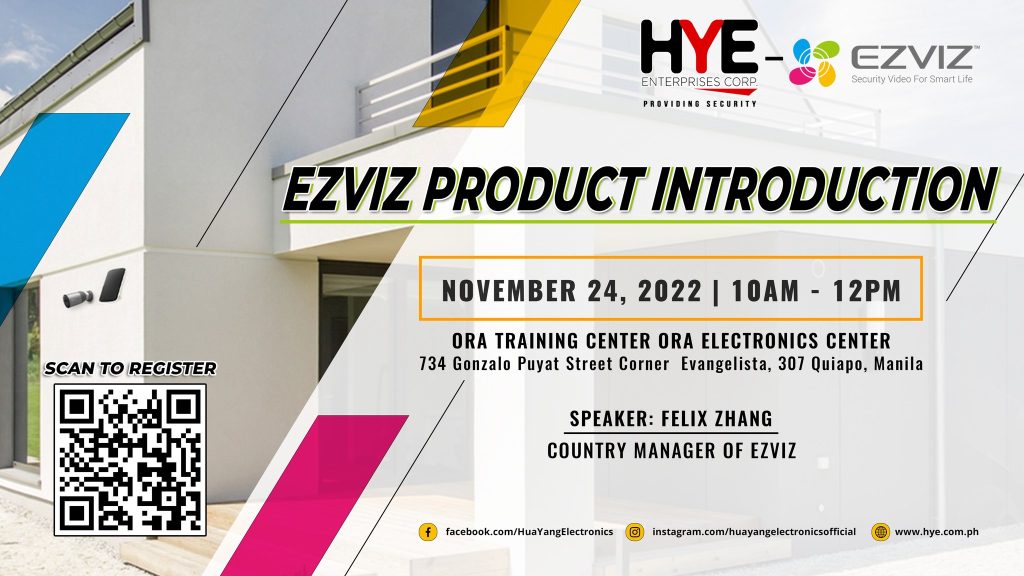 HYE
ENTERPRISES CORP.
PROVIDING SECURITY
- EZVIZ™
Security Video For Smart Life
EZVIZ PRODUCT INTRODUCTION
NOVEMBER 24, 2022 | 10AM - 12PM
ORA TRAINING CENTER ORA ELECTRONICS CENTER
734 Gonzalo Puyat Street Corner Evangelista, 307 Quiapo, Manila
SCAN TO REGISTER
SPEAKER: FELIX ZHANG
COUNTRY MANAGER OF EZVIZ
facebook.com/HuaYangElectronics
instagram.com/huayangelectronicsofficial
www.hye.com.ph